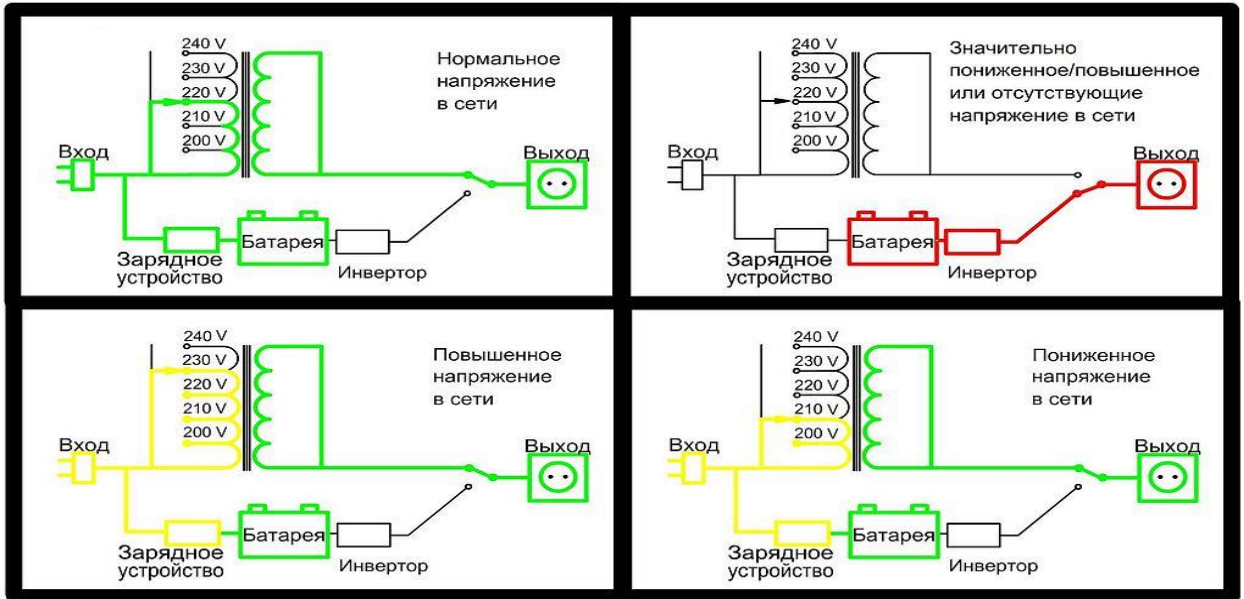 240 V
230 V
220 V
210 V
200 V
Нормальное
напряжение
в сети
Вход
Выход
Батарея
Зарядное
устройство
Инвертор
240 V
230 V
220 V
210 V
200 V
Значительно
пониженное/повышенное
или отсутствующие
напряжение в сети
Вход
Выход
Батарея
Зарядное
устройство
Инвертор
240 V
230 V
220 V
210 V
200 V
Повышенное
напряжение
в сети
Вход
Выход
Батарея
Зарядное
устройство
Инвертор
240 V
230 V
220 V
210 V
200 V
Пониженное
напряжение
в сети
Вход
Выход
Батарея
Зарядное
устройство
Инвертор